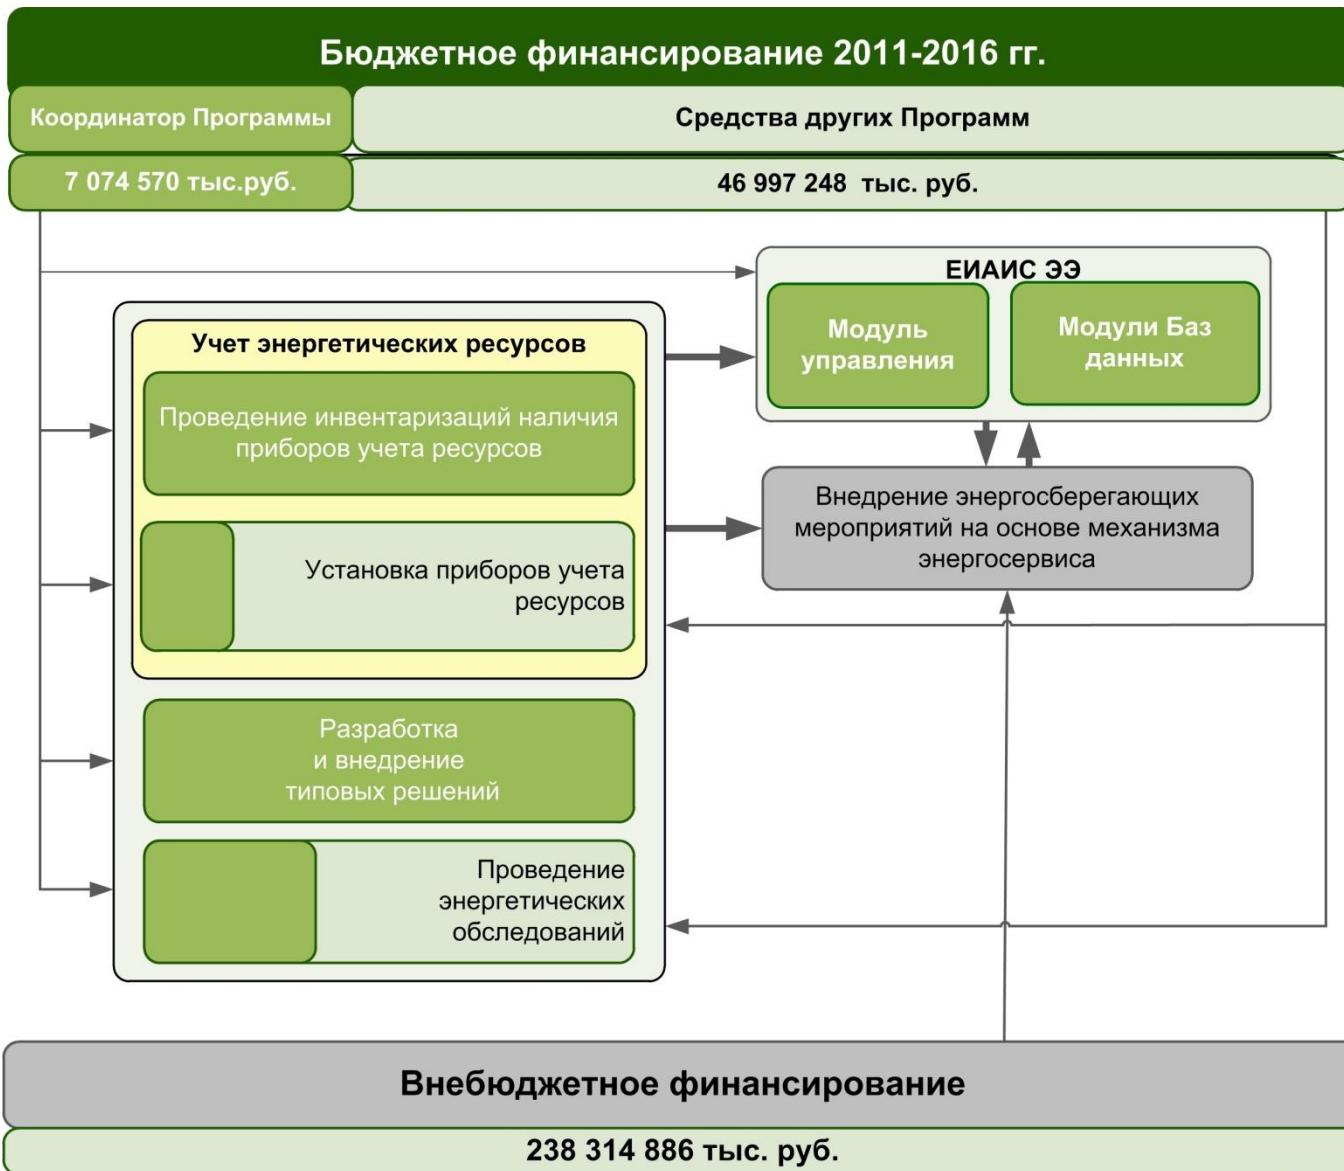 Бюджетное финансирование 2011-2016 гг.
Координатор Программы
Средства других Программ
7 074 570 тыс.руб.
46 997 248 тыс. руб.
ЕИАИС ЭЭ
Модуль
управления
Модули Баз
данных
Учет энергетических ресурсов
Проведение инвентаризаций наличия
приборов учета ресурсов
Установка приборов учета
ресурсов
Внедрение энергосберегающих
мероприятий на основе механизма
энергосервиса
Разработка
и внедрение
типовых решений
Проведение
энергетических
обследований
Внебюджетное финансирование
238 314 886 тыс. руб.